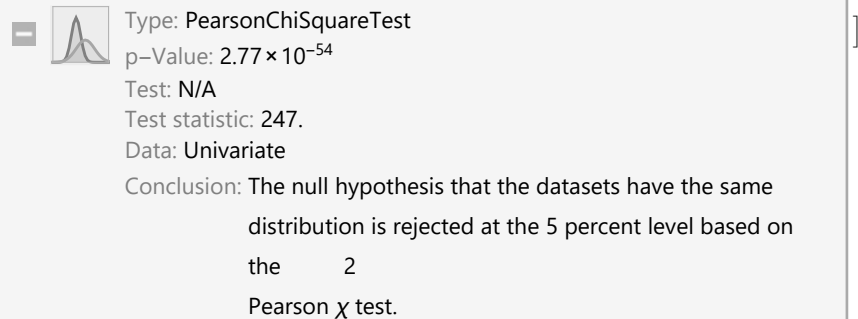 Type: PearsonChiSquareTest
p–Value: 2.77×10⁻⁵⁴
Test: N/A
Test statistic: 247.
Data: Univariate
Conclusion: The null hypothesis that the datasets have the same
distribution is rejected at the 5 percent level based on
the 2
Pearson χ test.
]